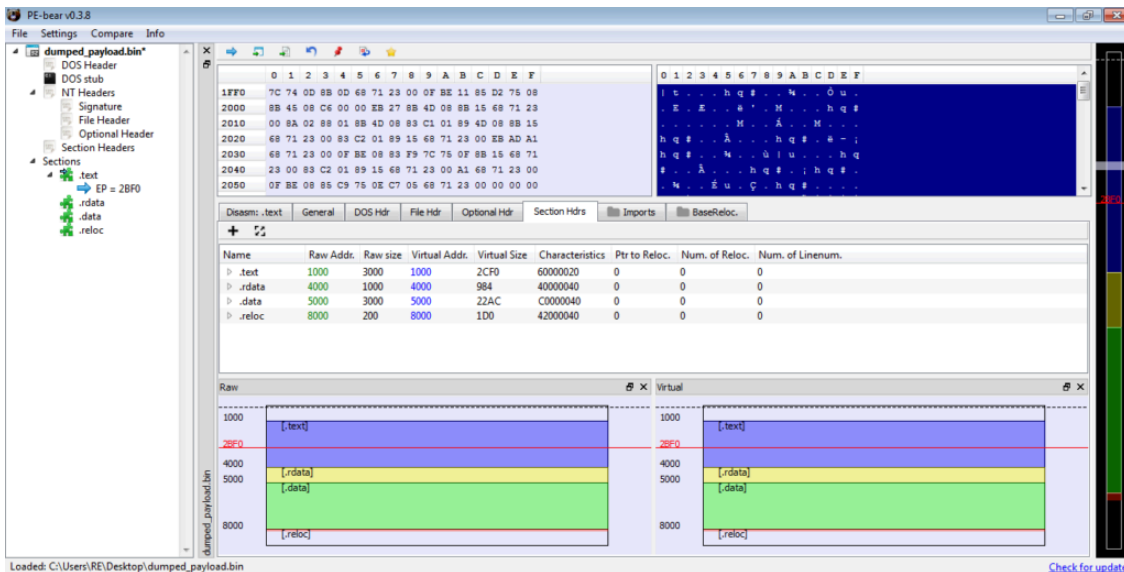 PE-bear v0.3.8
File Settings Compare Info
dumped_payload.bin*
DOS Header
DOS stub
NT Headers
Signature
File Header
Optional Header
Section Headers
Sections
.text
EP = 2BF0
.rdata
.data
.reloc
0 1 2 3 4 5 6 7 8 9 A B C D E F
1FF0 7C 74 0D 8B 0D 68 71 23 00 0F BE 11 85 D2 75 08
2000 8B 45 08 C6 00 00 EB 27 8B 4D 08 8B 15 68 71 23
2010 00 8A 02 88 01 8B 4D 08 83 C1 01 89 4D 08 8B 15
2020 68 71 23 00 83 C2 01 89 15 68 71 23 00 EB AD A1
2030 68 71 23 00 0F BE 08 83 F9 7C 75 0F 8B 15 68 71
2040 23 00 83 C2 01 89 15 68 71 23 00 A1 68 71 23 00
2050 0F BE 08 85 C9 75 0E C7 05 68 71 23 00 00 00 00
0 1 2 3 4 5 6 7 8 9 A B C D E F
| t . . . h q # . . ¾ . . Ò u .
. E . Æ . . ë ' . M . . . h q #
. . . . . . M . . Á . . M . . .
h q # . . Â . . . h q # . ë - ¡
h q # . . ¾ . . ù | u . . . h q
# . . Â . . . h q # . ¡ h q # .
. ¾ . . É u . Ç . h q # . . . .
2BF0
Disasm: .text General DOS Hdr File Hdr Optional Hdr Section Hdrs Imports BaseReloc.
Name Raw Addr. Raw size Virtual Addr. Virtual Size Characteristics Ptr to Reloc. Num. of Reloc. Num. of Linenum.
.text 1000 3000 1000 2CF0 60000020 0 0 0
.rdata 4000 1000 4000 984 40000040 0 0 0
.data 5000 3000 5000 22AC C0000040 0 0 0
.reloc 8000 200 8000 1D0 42000040 0 0 0
Raw
1000
[.text]
2BF0
4000
[.rdata]
5000
[.data]
8000
[.reloc]
Virtual
1000
[.text]
2BF0
4000
[.rdata]
5000
[.data]
8000
[.reloc]
dumped_payload.bin
Loaded: C:\Users\RE\Desktop\dumped_payload.bin
Check for update